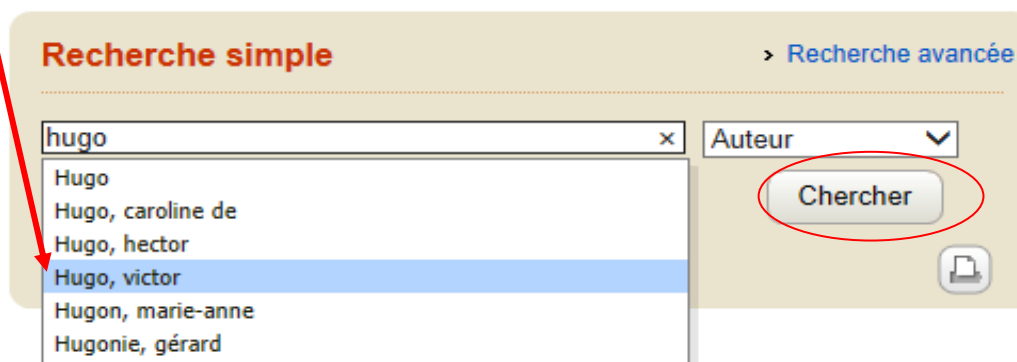 Recherche simple
› Recherche avancée
hugo × Auteur
Hugo
Chercher
Hugo, caroline de
Hugo, hector
Hugo, victor
Hugon, marie-anne
Hugonie, gérard